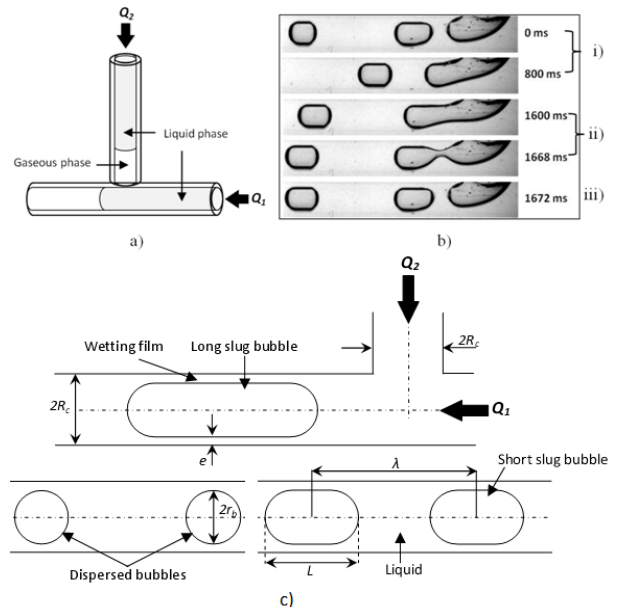 Q2
Liquid phase
Gaseous phase
Q1
a)
0 ms
i)
800 ms
1600 ms
ii)
1668 ms
1672 ms
iii)
b)
Q2
Wetting film
Long slug bubble
2Rc
2Rc
Q1
e
Short slug bubble
λ
2rb
Dispersed bubbles
L
Liquid
c)